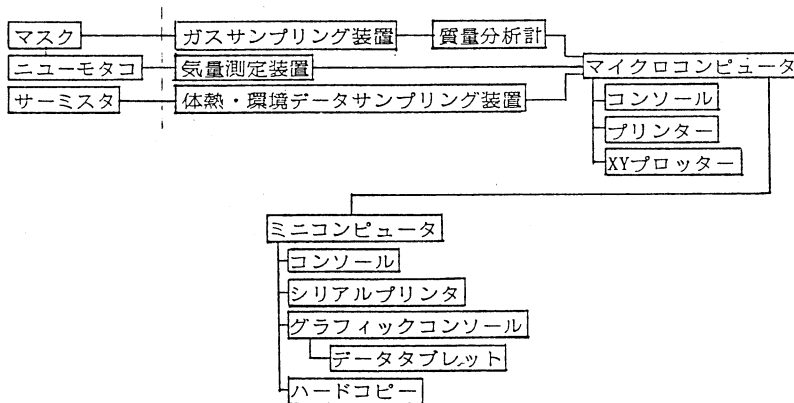 マスク ガスサンプリング装置 質量分析計
ニューモタコ 気量測定装置 マイクロコンピュータ
サーミスタ 体熱・環境データサンプリング装置
コンソール
プリンター
XYプロッター
ミニコンピュータ
コンソール
シリアルプリンタ
グラフィックコンソール
データタブレット
ハードコピー